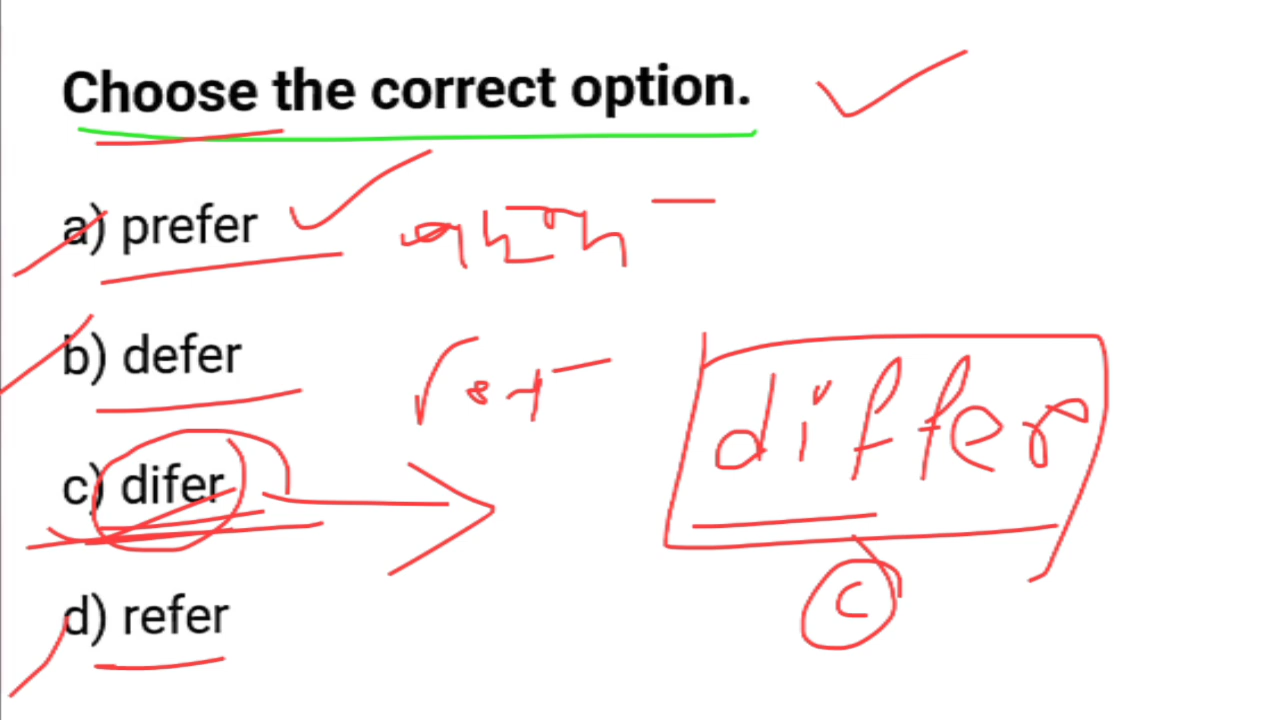 Choose the correct option.
a) prefer
b) defer
c) difer
differ
c
d) refer